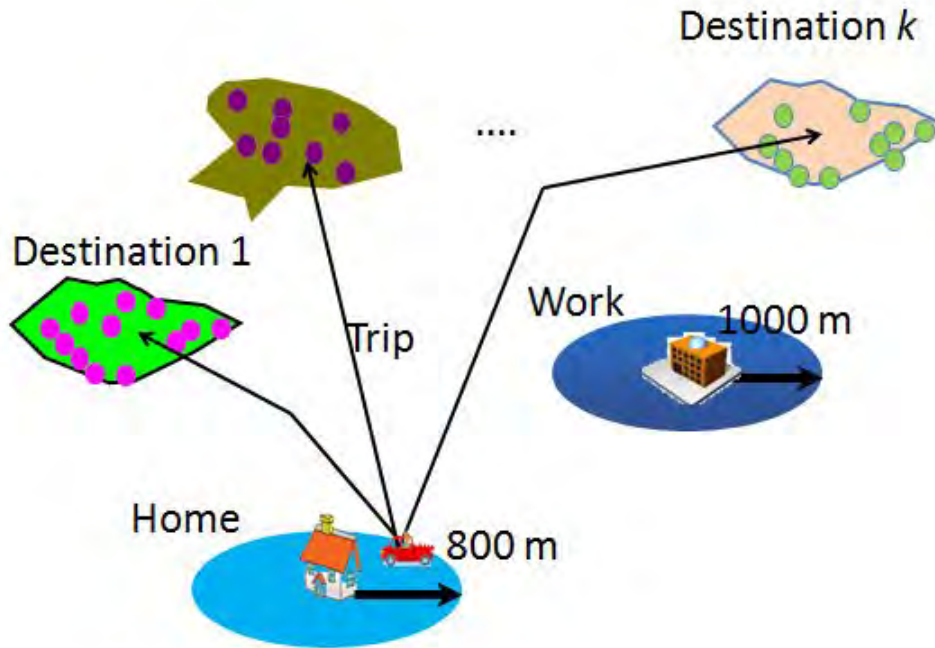 Destination k
....
Destination 1
Work
1000 m
Trip
Home
800 m